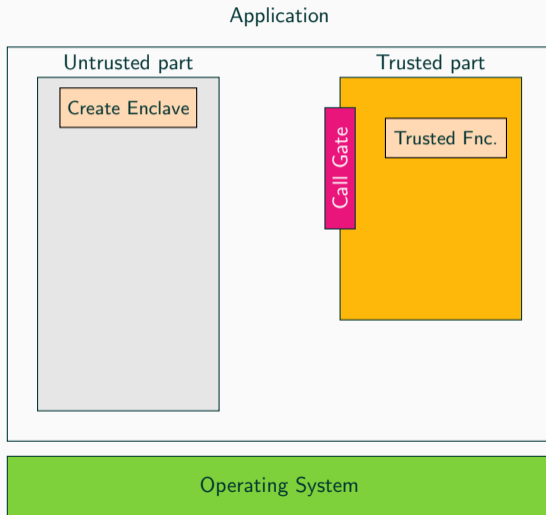 Application
Untrusted part
Trusted part
Create Enclave
Call Gate
Trusted Fnc.
Operating System